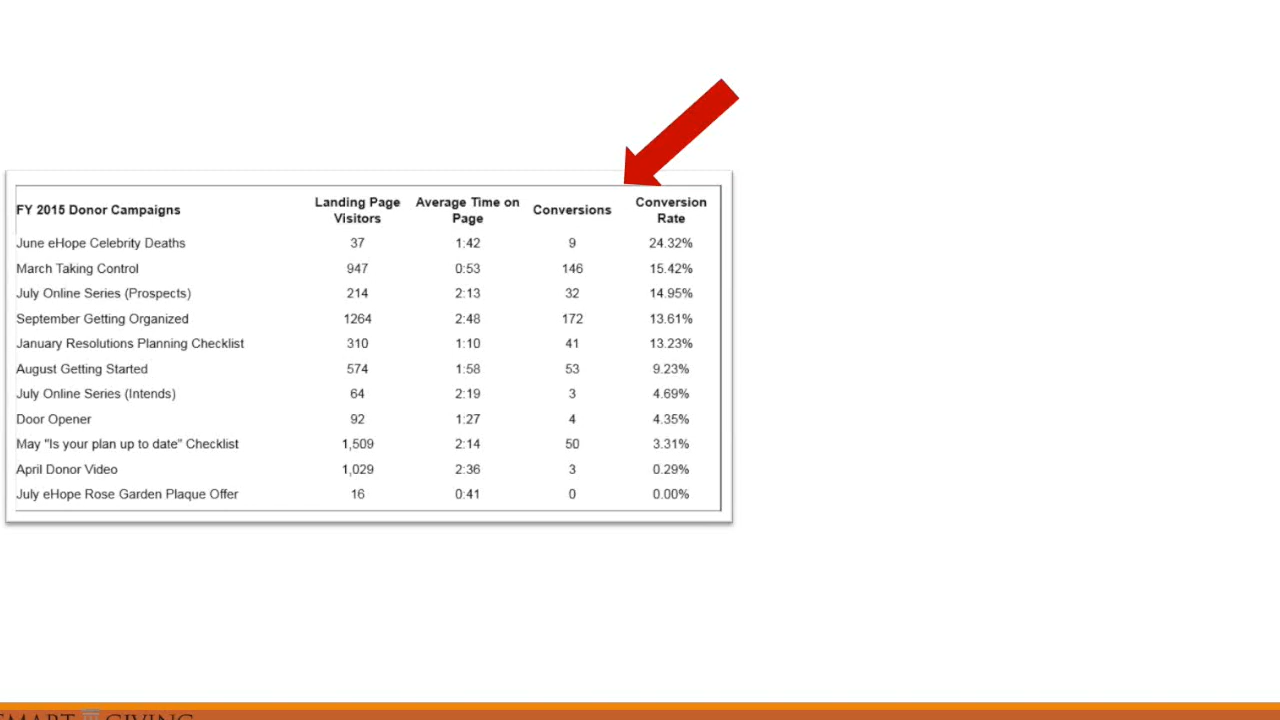 FY 2015 Donor Campaigns Landing Page Visitors Average Time on Page Conversions Conversion Rate
June eHope Celebrity Deaths 37 1:42 9 24.32%
March Taking Control 947 0:53 146 15.42%
July Online Series (Prospects) 214 2:13 32 14.95%
September Getting Organized 1264 2:48 172 13.61%
January Resolutions Planning Checklist 310 1:10 41 13.23%
August Getting Started 574 1:58 53 9.23%
July Online Series (Intends) 64 2:19 3 4.69%
Door Opener 92 1:27 4 4.35%
May "Is your plan up to date" Checklist 1,509 2:14 50 3.31%
April Donor Video 1,029 2:36 3 0.29%
July eHope Rose Garden Plaque Offer 16 0:41 0 0.00%
SMART GIVING